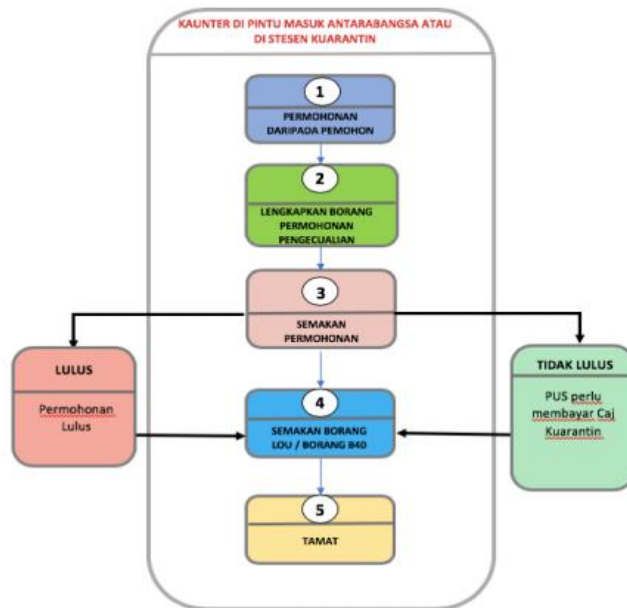 KAUNTER DI PINTU MASUK ANTARABANGSA ATAU
DI STESEN KUARANTIN
1
PERMOHONAN
DARIPADA PEMOHON
2
LENGKAPKAN BORANG
PERMOHONAN
PENGECUALIAN
3
SEMAKAN
PERMOHONAN
LULUS
Permohonan
Lulus
TIDAK LULUS
PUS perlu
membayar Caj
Kuarantin
4
SEMAKAN BORANG
LOU / BORANG B40
5
TAMAT